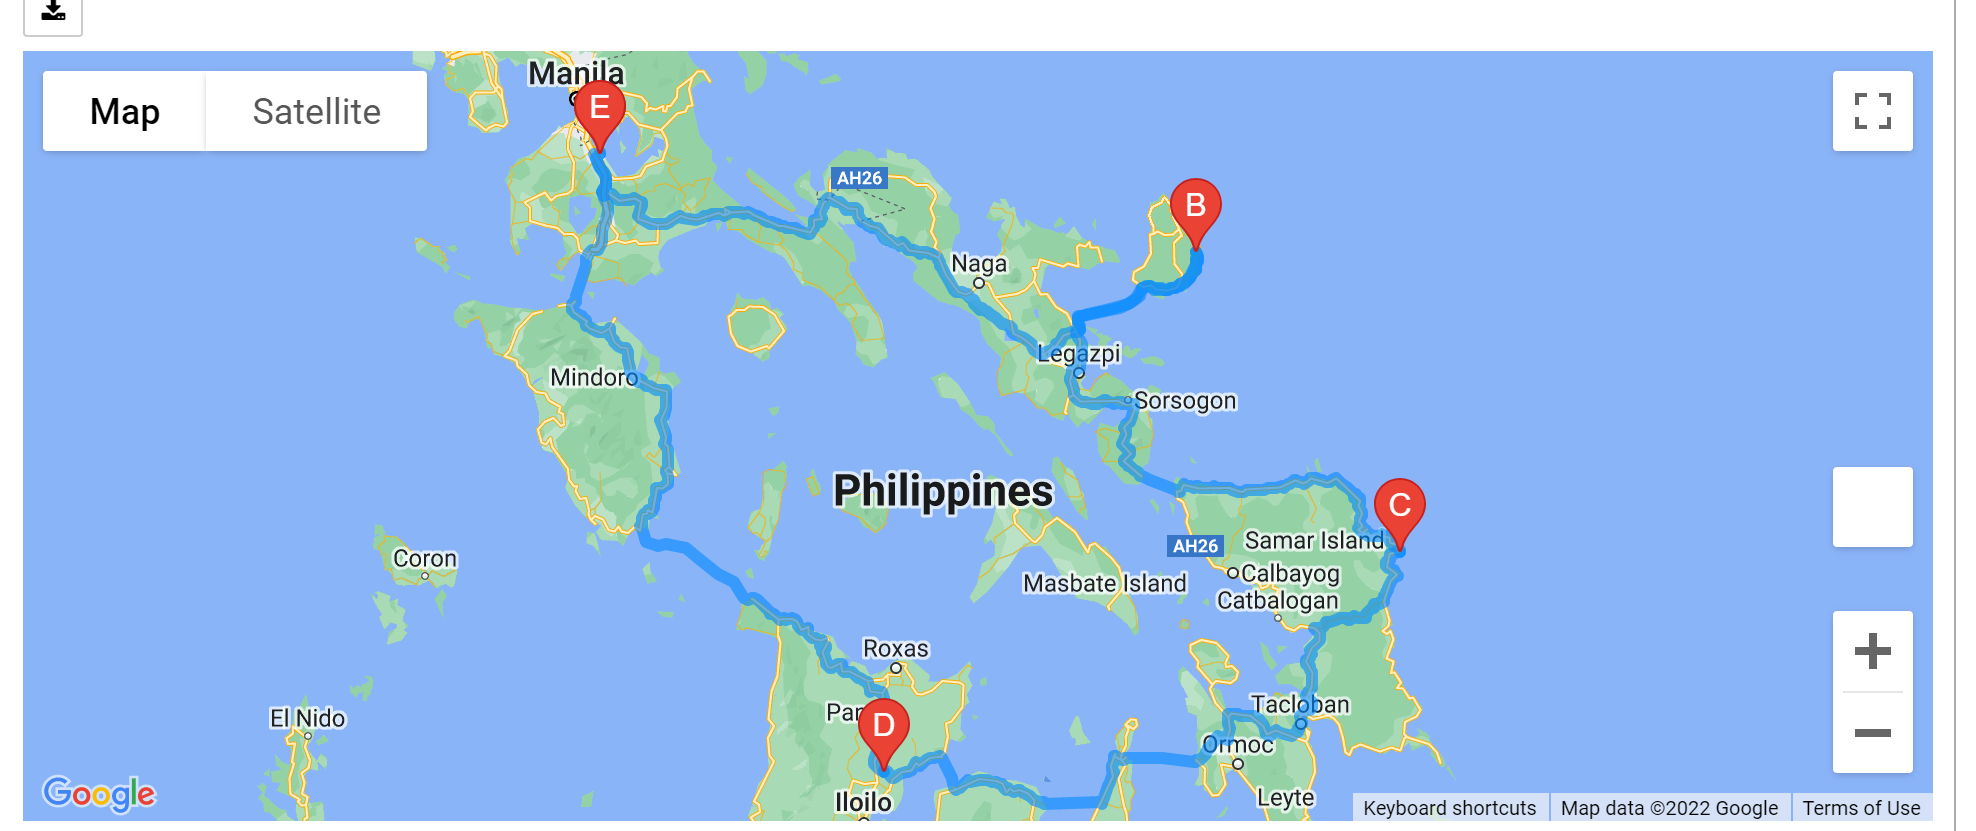 Manila
Map
Satellite
E
AH26
B
Naga
Legazpi
Mindoro
Sorsogon
Philippines
C
AH26
Samar Island
Coron
Calbayog
Masbate Island
Catbalogan
Roxas
El Nido
Par
D
Tacloban
Ormoc
Google
Iloilo
Leyte
Keyboard shortcuts
Map data ©2022 Google
Terms of Use